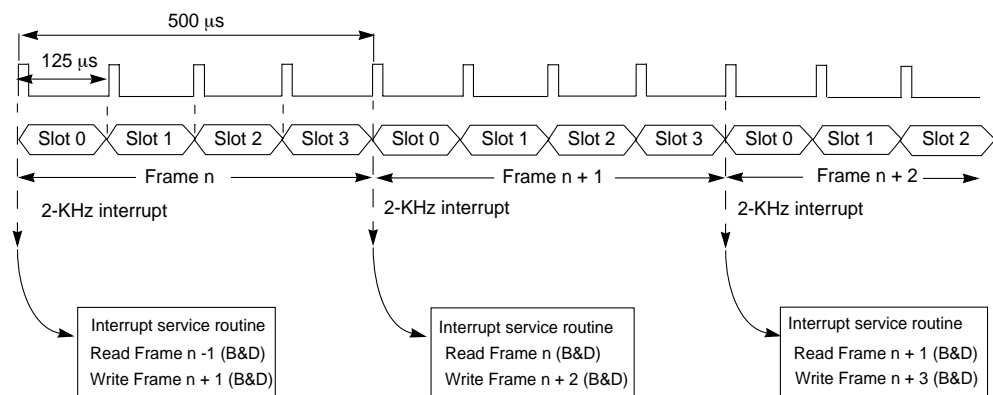 500 μs
125 μs
Slot 0 Slot 1 Slot 2 Slot 3 Slot 0 Slot 1 Slot 2 Slot 3 Slot 0 Slot 1 Slot 2
Frame n Frame n + 1 Frame n + 2
2-KHz interrupt 2-KHz interrupt 2-KHz interrupt
Interrupt service routine
Read Frame n -1 (B&D)
Write Frame n + 1 (B&D)
Interrupt service routine
Read Frame n (B&D)
Write Frame n + 2 (B&D)
Interrupt service routine
Read Frame n + 1 (B&D)
Write Frame n + 3 (B&D)